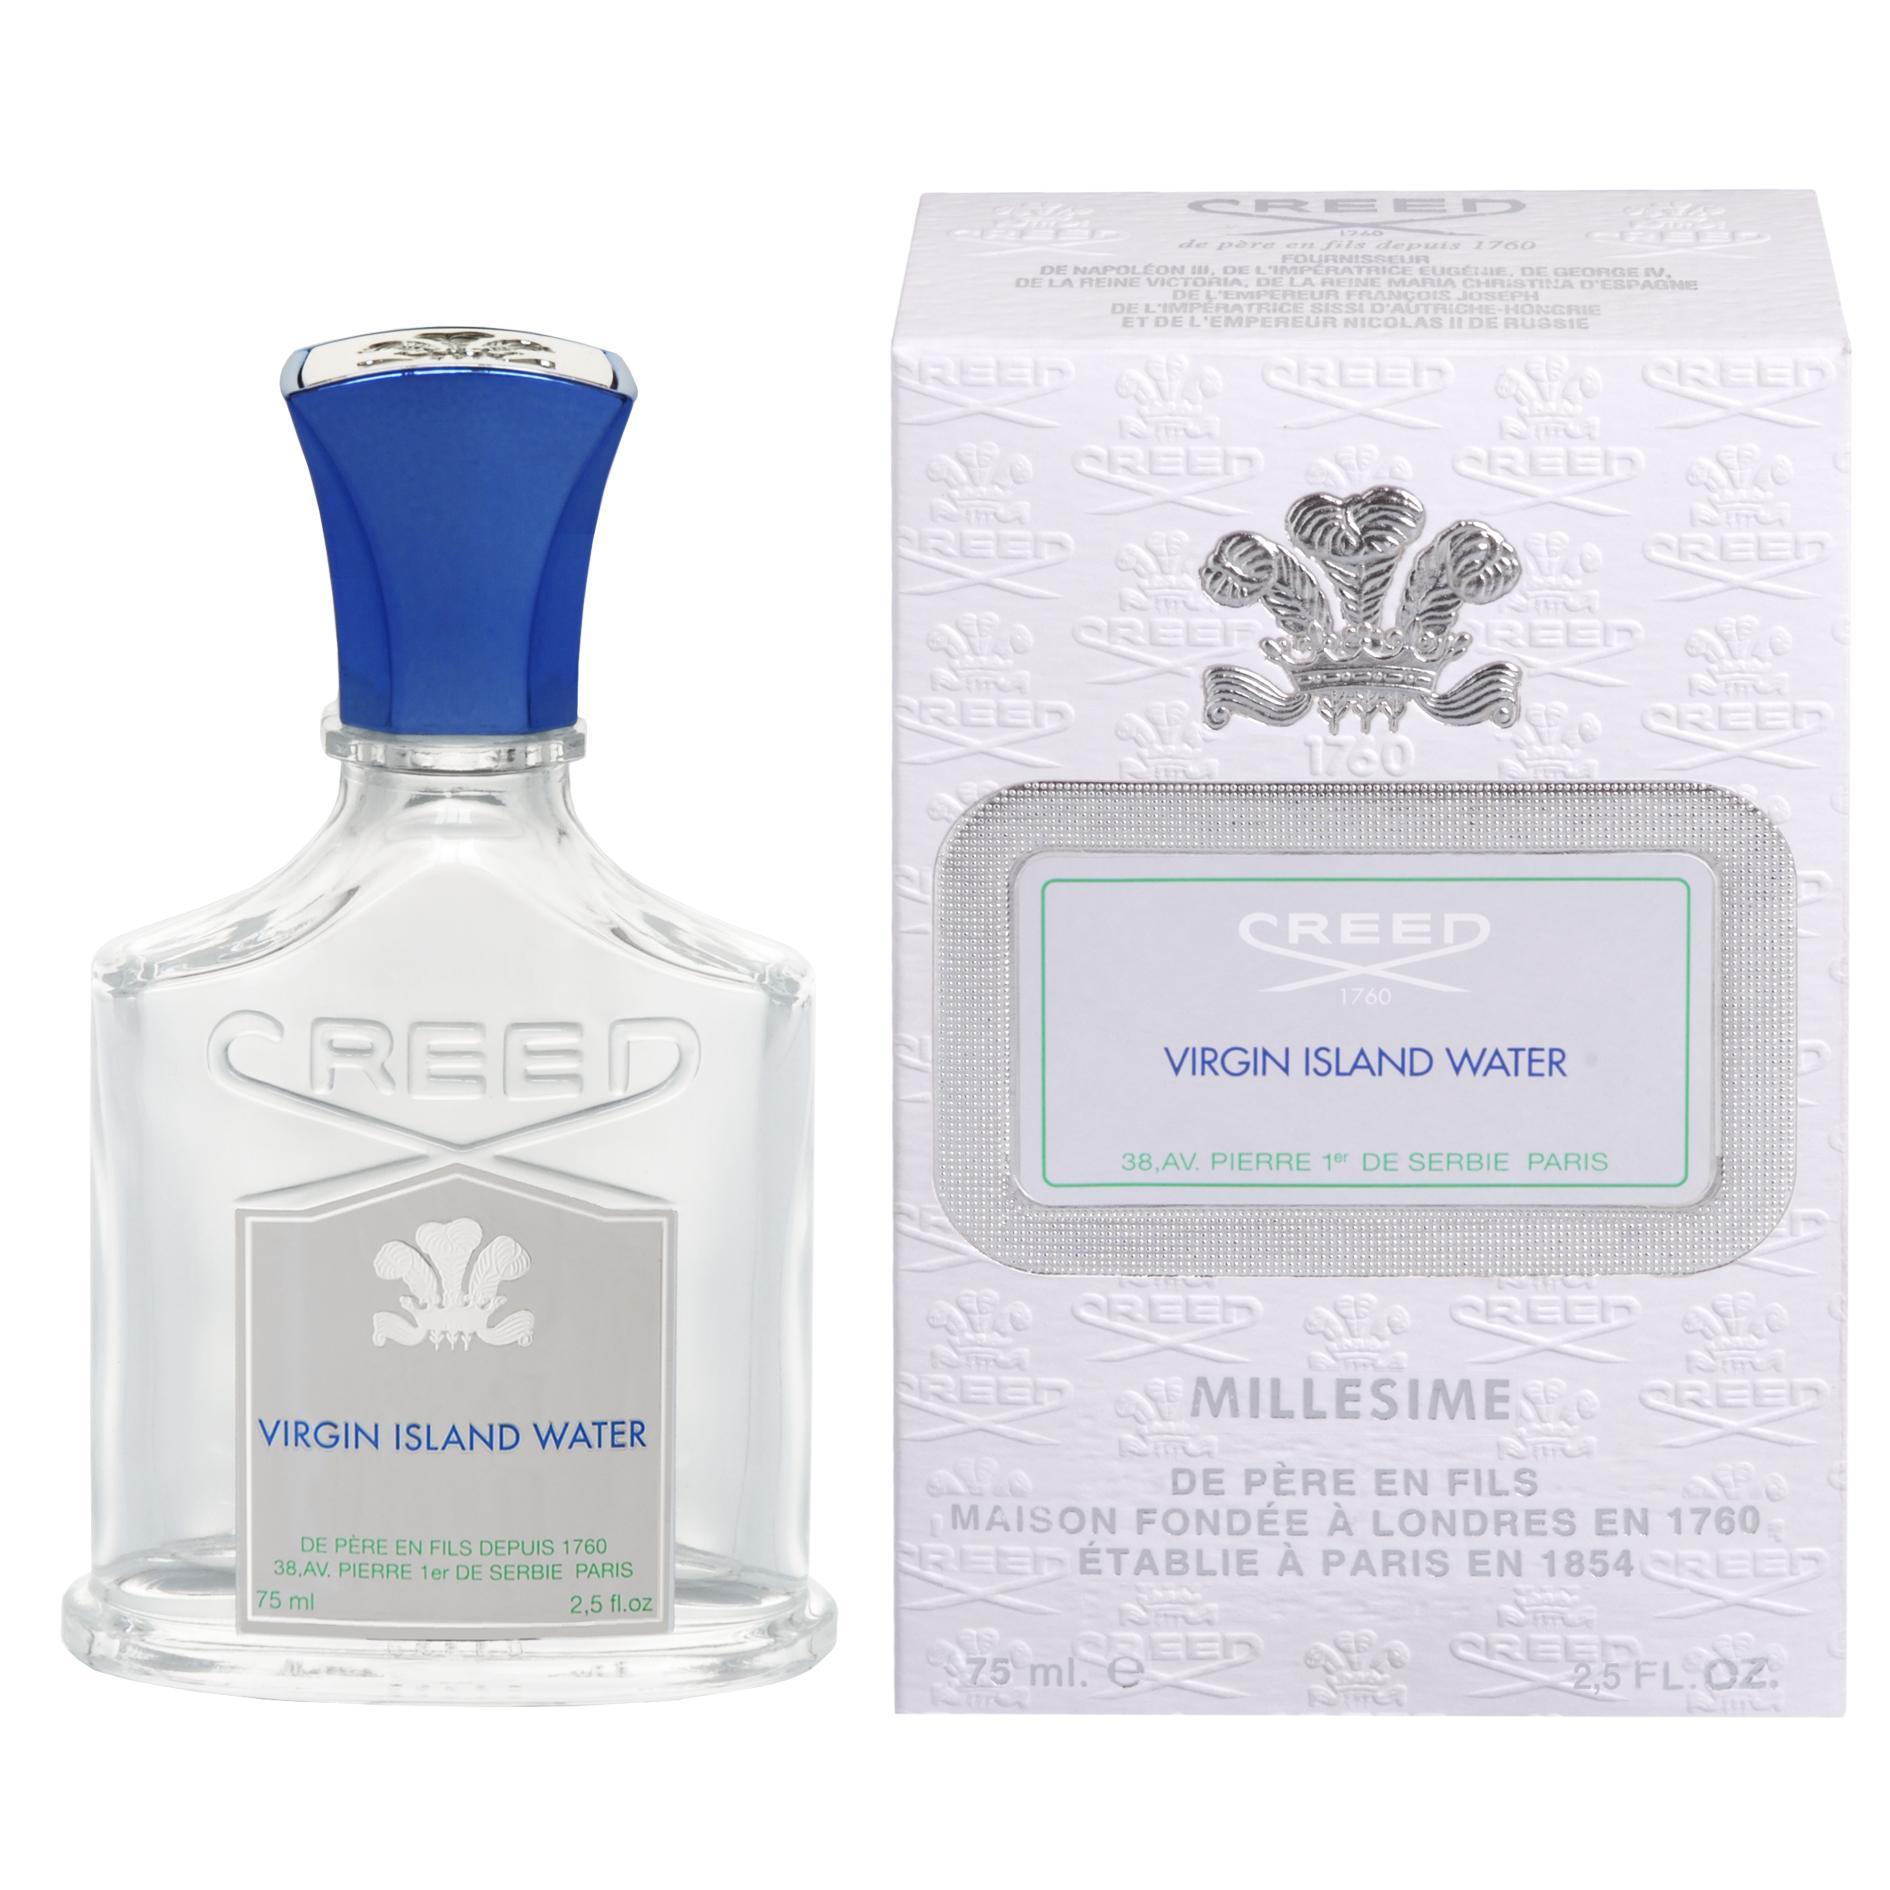 CREED
VIRGIN ISLAND WATER
DE PÈRE EN FILS DEPUIS 1760
38,AV. PIERRE 1er DE SERBIE PARIS
75 ml 2,5 fl.oz
CREED
CREED
1760
de père en fils depuis 1760
FOURNISSEUR
DE NAPOLÉON III, DE L'IMPÉRATRICE EUGÉNIE, DE GEORGE IV,
DE LA REINE VICTORIA, DE LA REINE MARIA CHRISTINA D'ESPAGNE
DE L'EMPEREUR FRANÇOIS JOSEPH
DE L'IMPÉRATRICE SISSI D'AUTRICHE-HONGRIE
ET DE L'EMPEREUR NICOLAS II DE RUSSIE
1760
CREED
1760
VIRGIN ISLAND WATER
38,AV. PIERRE 1er DE SERBIE PARIS
MILLESIME
DE PÈRE EN FILS
MAISON FONDÉE À LONDRES EN 1760
ÉTABLIE À PARIS EN 1854
75 ml. e 2,5 FL.OZ.